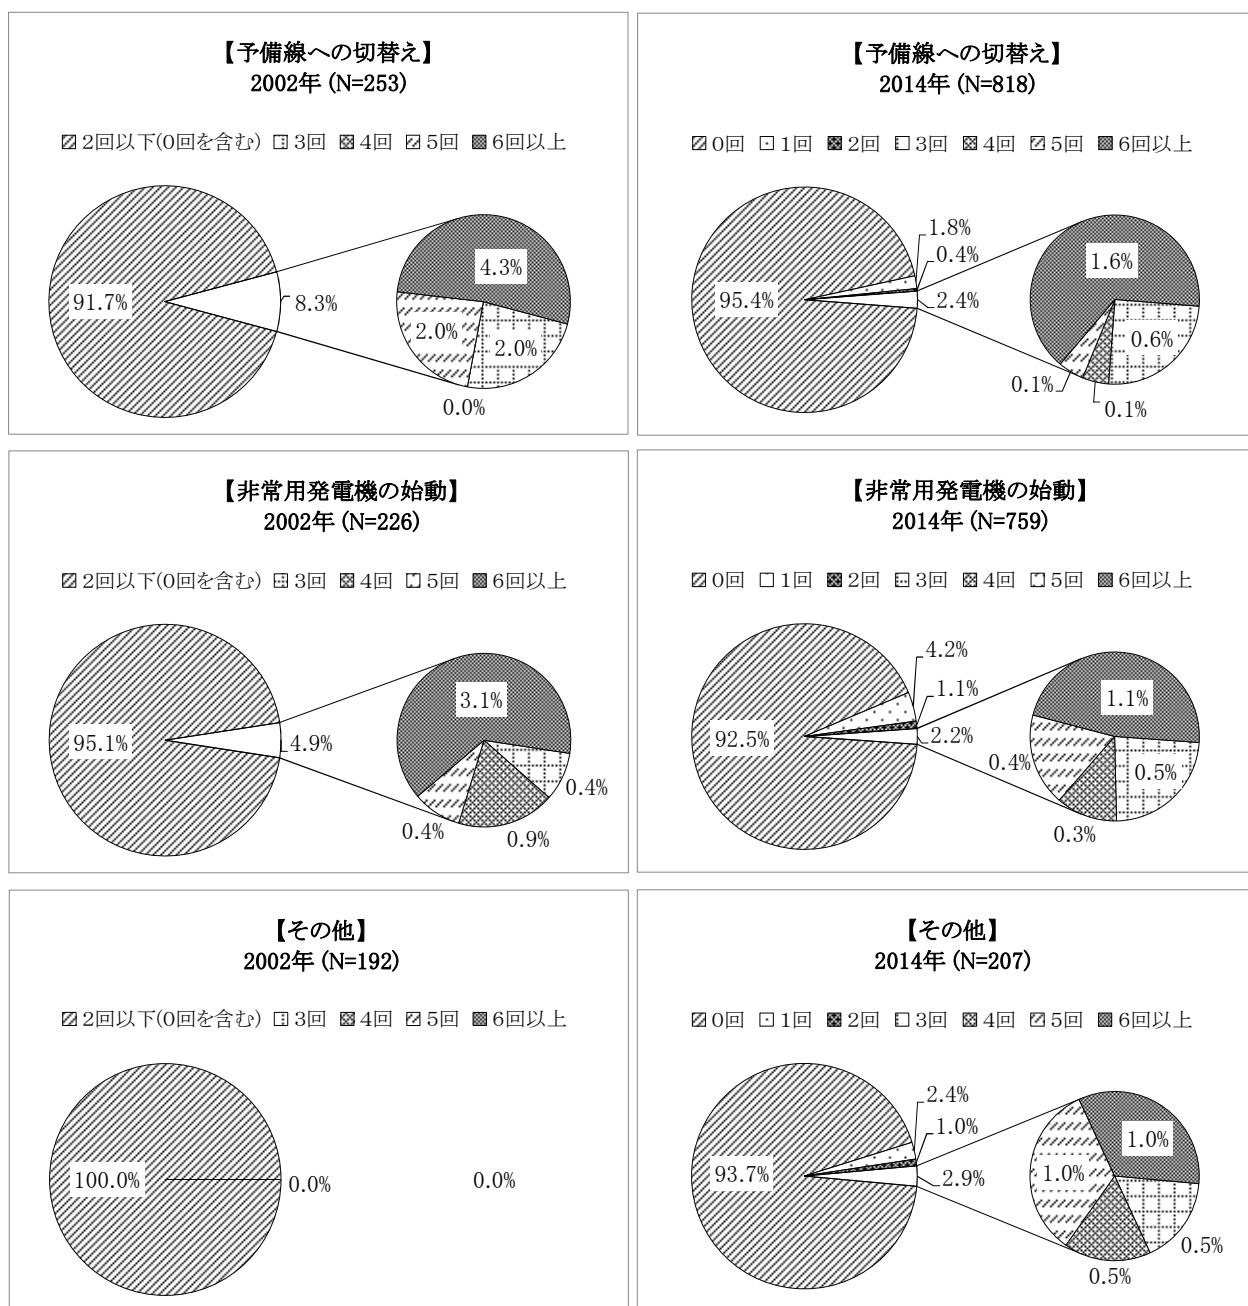 【予備線への切替え】
2002年 (N=253)
2回以下(0回を含む) 3回 4回 5回 6回以上
91.7%
8.3%
4.3%
2.0%
2.0%
0.0%
【予備線への切替え】
2014年 (N=818)
0回 1回 2回 3回 4回 5回 6回以上
95.4%
1.8%
0.4%
2.4%
1.6%
0.6%
0.1%
0.1%
【非常用発電機の始動】
2002年 (N=226)
2回以下(0回を含む) 3回 4回 5回 6回以上
95.1%
4.9%
3.1%
0.4%
0.4%
0.9%
【非常用発電機の始動】
2014年 (N=759)
0回 1回 2回 3回 4回 5回 6回以上
92.5%
4.2%
1.1%
2.2%
1.1%
0.4%
0.5%
0.3%
【その他】
2002年 (N=192)
2回以下(0回を含む) 3回 4回 5回 6回以上
100.0%
0.0%
0.0%
【その他】
2014年 (N=207)
0回 1回 2回 3回 4回 5回 6回以上
93.7%
2.4%
1.0%
2.9%
1.0%
1.0%
0.5%
0.5%